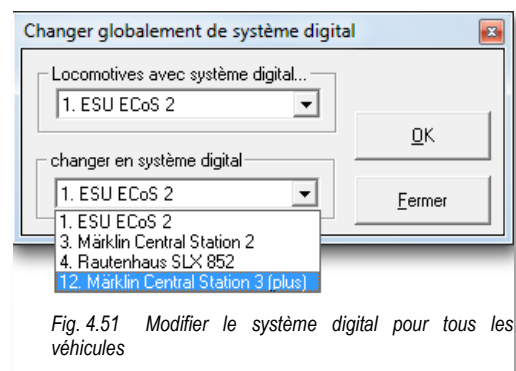 Changer globalement de système digital
Locomotives avec système digital...
1. ESU ECoS 2
OK
changer en système digital
1. ESU ECoS 2
Fermer
1. ESU ECoS 2
3. Märklin Central Station 2
4. Rautenhaus SLX 852
12. Märklin Central Station 3 (plus)
Fig. 4.51 Modifier le système digital pour tous les
véhicules